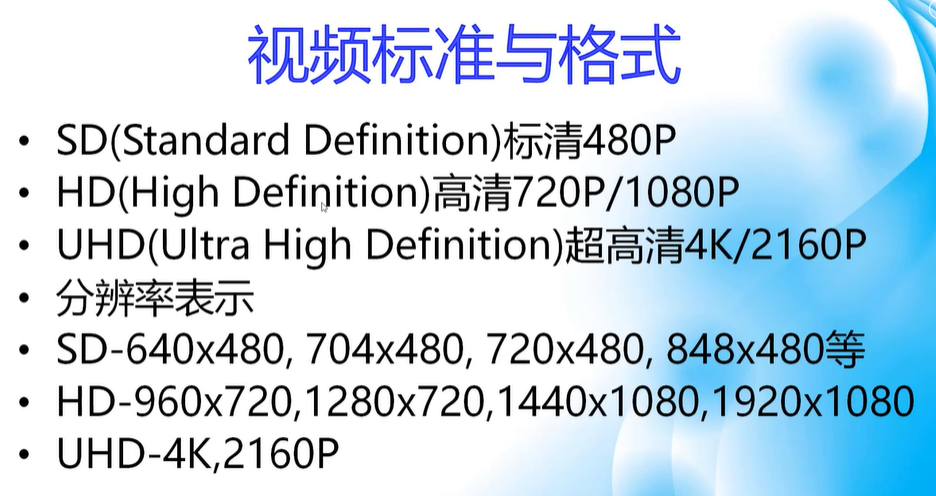 视频标准与格式
• SD(Standard Definition)标清480P
• HD(High Definition)高清720P/1080P
• UHD(Ultra High Definition)超高清4K/2160P
• 分辨率表示
• SD-640x480, 704x480, 720x480, 848x480等
• HD-960x720,1280x720,1440x1080,1920x1080
• UHD-4K,2160P